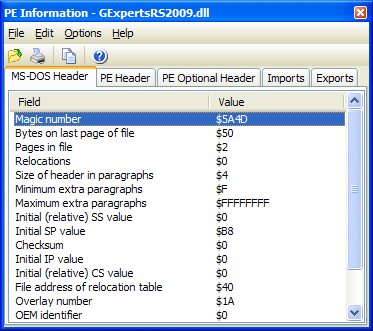 PE Information - GExpertsRS2009.dll
File Edit Options Help
MS-DOS Header PE Header PE Optional Header Imports Exports
Field Value
Magic number $5A4D
Bytes on last page of file $50
Pages in file $2
Relocations $0
Size of header in paragraphs $4
Minimum extra paragraphs $F
Maximum extra paragraphs $FFFFFFFF
Initial (relative) SS value $0
Initial SP value $B8
Checksum $0
Initial IP value $0
Initial (relative) CS value $0
File address of relocation table $40
Overlay number $1A
OEM identifier $0